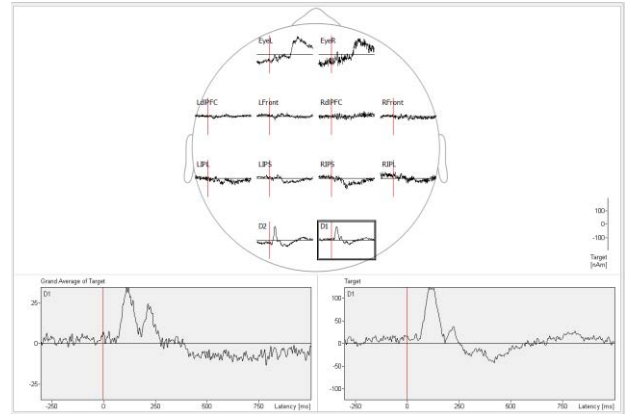 EyeL EyeR
LdlPFC LFront RdlPFC RFront
LIPL LIPS RIPS RIPL
D2 D1
100-
0-
-100-
Target
[nAm]
Grand Average of Target
D1
25-
0-
-25-
-250 0 250 500 750 Latency [ms]
Target
D1
100-
50-
0-
-50-
-100-
-250 0 250 500 750 Latency [ms]